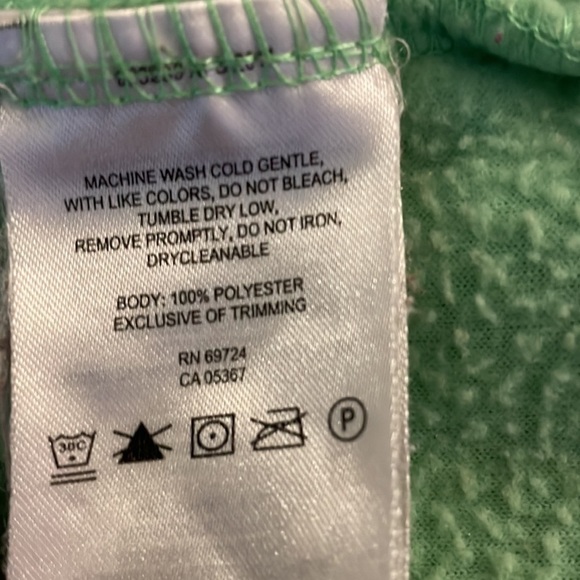 MACHINE WASH COLD GENTLE,
WITH LIKE COLORS, DO NOT BLEACH,
TUMBLE DRY LOW,
REMOVE PROMPTLY, DO NOT IRON,
DRYCLEANABLE
BODY: 100% POLYESTER
EXCLUSIVE OF TRIMMING
RN 69724
CA 05367
30C P